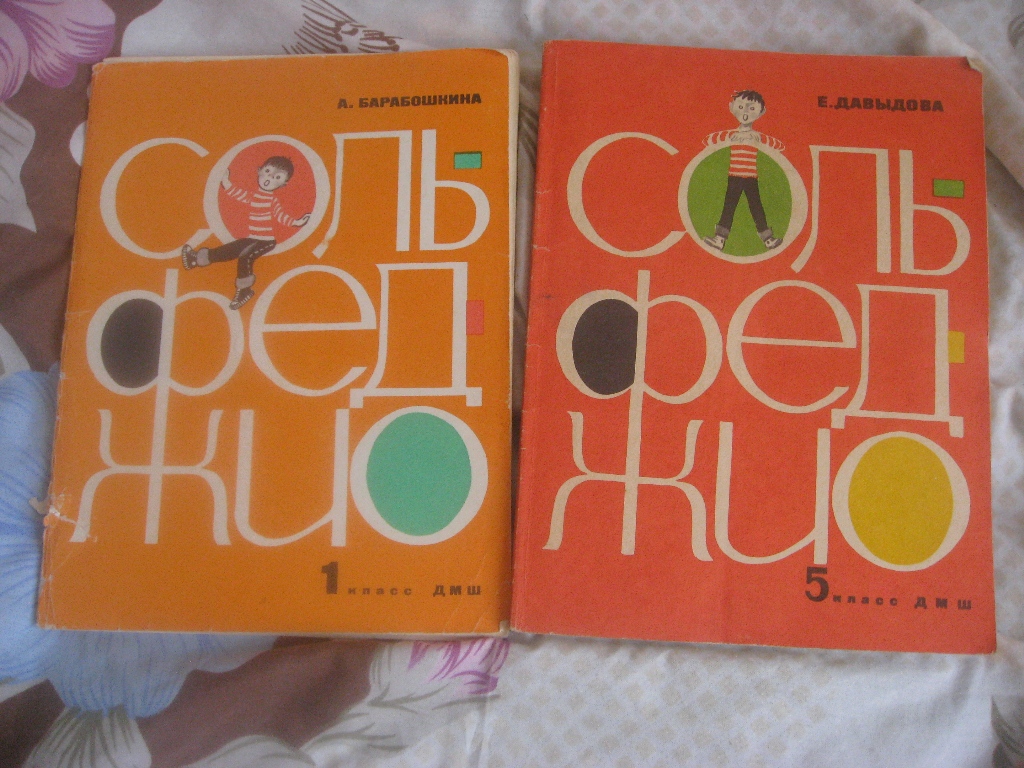 А. БАРАБОШКИНА
СОЛЬ-
ФЕД-
ЖИО
1 класс ДМШ
Е. ДАВЫДОВА
СОЛЬ-
ФЕД-
ЖИО
5 класс ДМШ